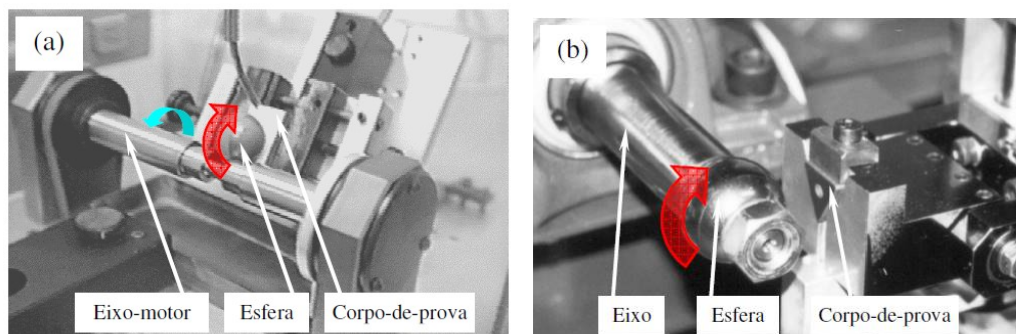 (a)
Eixo-motor
Esfera
Corpo-de-prova
(b)
Eixo
Esfera
Corpo-de-prova